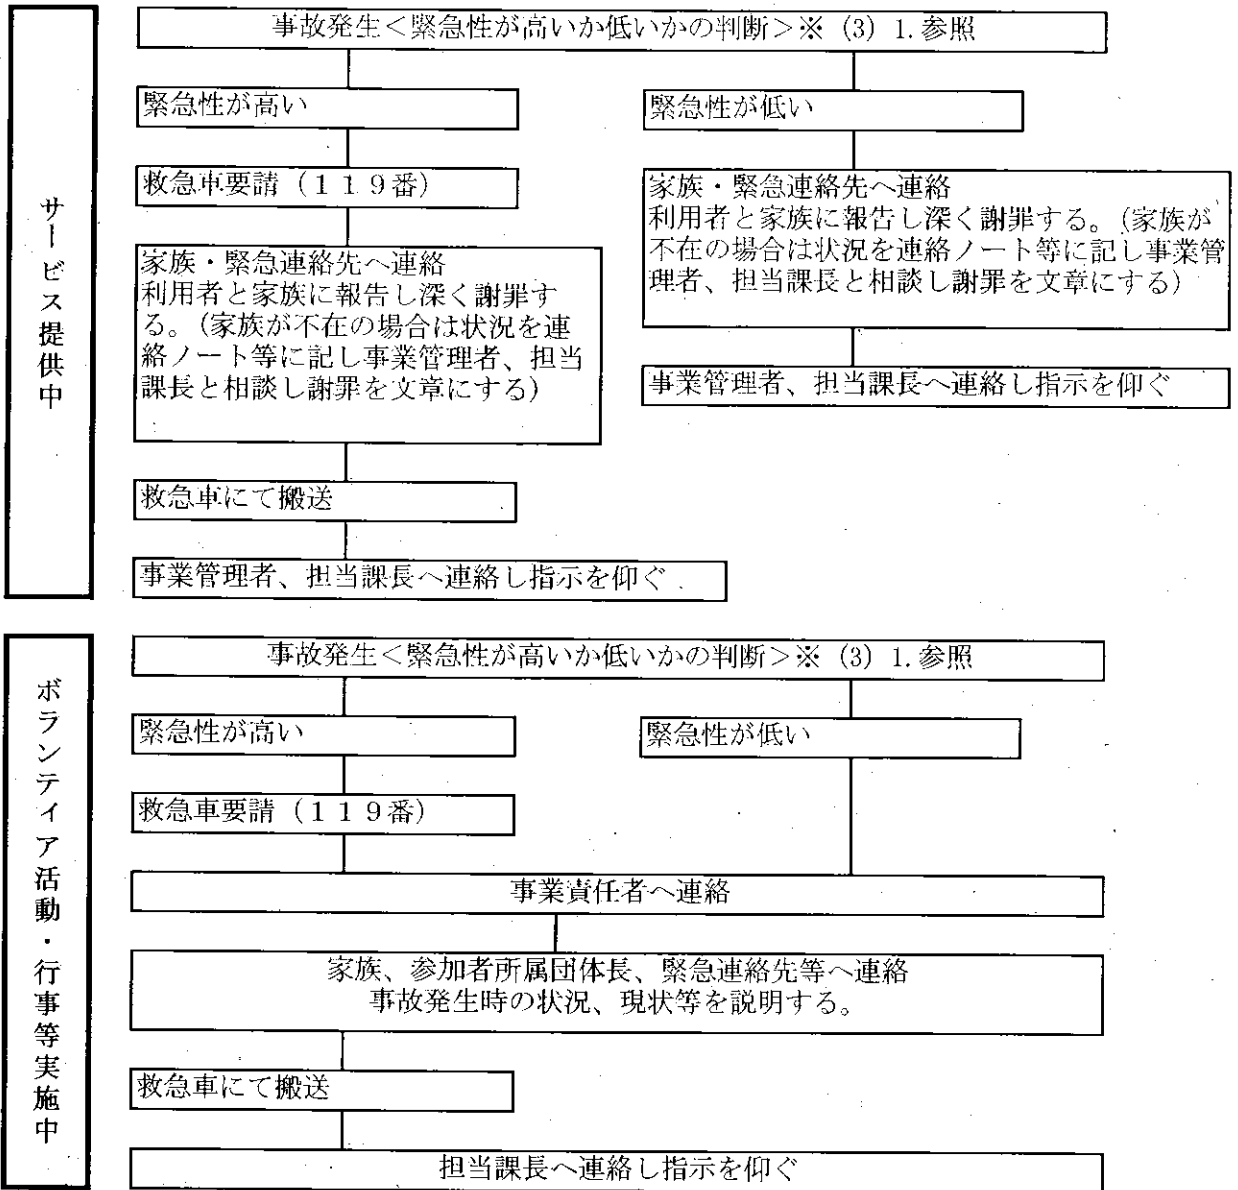 サービス提供中
事故発生＜緊急性が高いか低いかの判断＞※（3）1.参照
緊急性が高い
救急車要請（１１９番）
家族・緊急連絡先へ連絡
利用者と家族に報告し深く謝罪す
る。（家族が不在の場合は状況を連
絡ノート等に記し事業管理者、担当
課長と相談し謝罪を文章にする）
救急車にて搬送
事業管理者、担当課長へ連絡し指示を仰ぐ
緊急性が低い
家族・緊急連絡先へ連絡
利用者と家族に報告し深く謝罪する。（家族が
不在の場合は状況を連絡ノート等に記し事業管
理者、担当課長と相談し謝罪を文章にする）
事業管理者、担当課長へ連絡し指示を仰ぐ
ボランティア活動・行事等実施中
事故発生＜緊急性が高いか低いかの判断＞※（3）1.参照
緊急性が高い
救急車要請（１１９番）
緊急性が低い
事業責任者へ連絡
家族、参加者所属団体長、緊急連絡先等へ連絡
事故発生時の状況、現状等を説明する。
救急車にて搬送
担当課長へ連絡し指示を仰ぐ